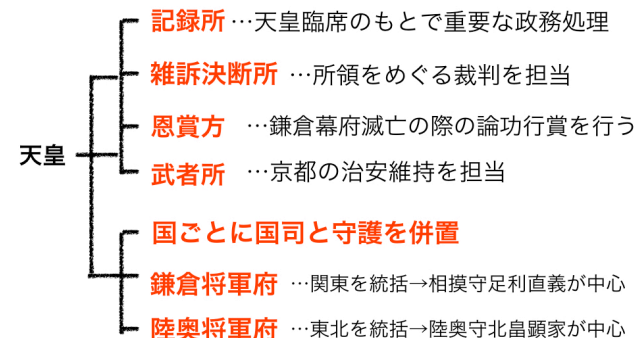 記録所…天皇臨席のもとで重要な政務処理
雑訴決断所 …所領をめぐる裁判を担当
恩賞方 …鎌倉幕府滅亡の際の論功行賞を行う
天皇
武者所 …京都の治安維持を担当
国ごとに国司と守護を併置
鎌倉将軍府 …関東を統括→相摸守足利直義が中心
陸奥将軍府 …東北を統括→陸奥守北畠顕家が中心